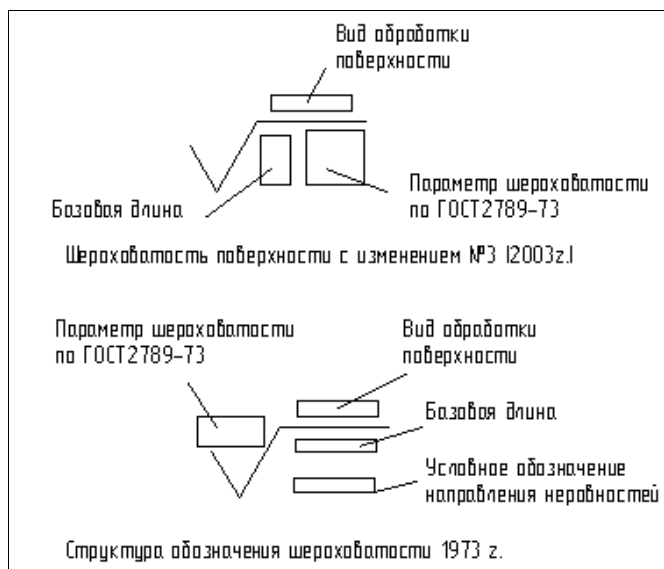 Вид обработки
поверхности
Базовая длина
Параметр шероховатости
по ГОСТ2789-73
Шероховатость поверхности с изменением №3 |2003г.|
Параметр шероховатости
по ГОСТ2789-73
Вид обработки
поверхности
Базовая длина
Условное обозначение
направления неровностей
Структура обозначения шероховатости 1973 г.